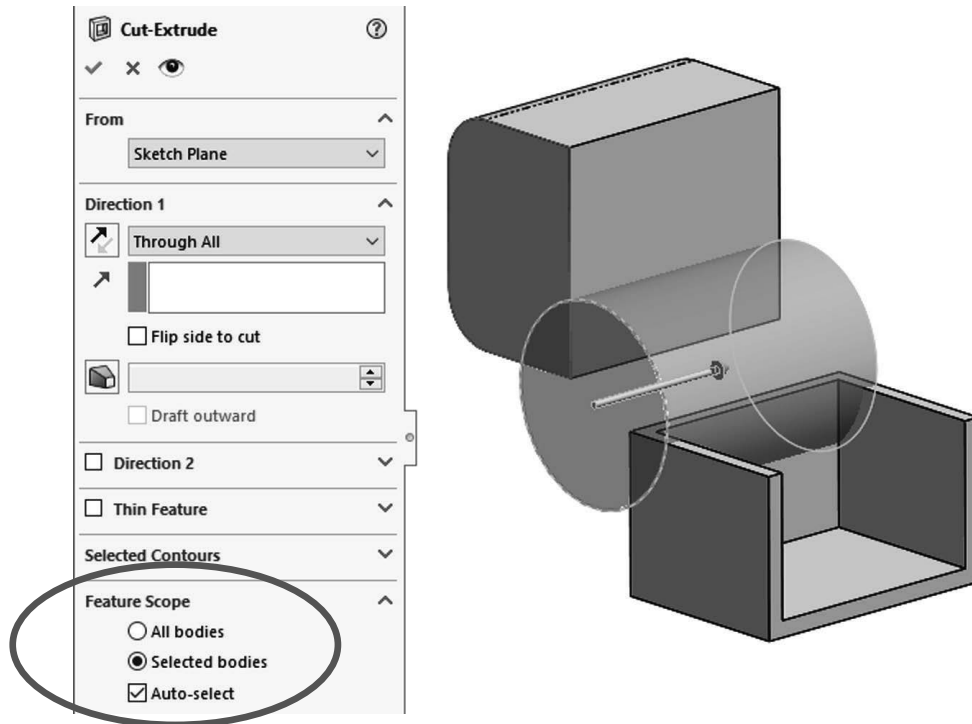 Cut-Extrude
From
Sketch Plane
Direction 1
Through All
Flip side to cut
Draft outward
Direction 2
Thin Feature
Selected Contours
Feature Scope
All bodies
Selected bodies
Auto-select